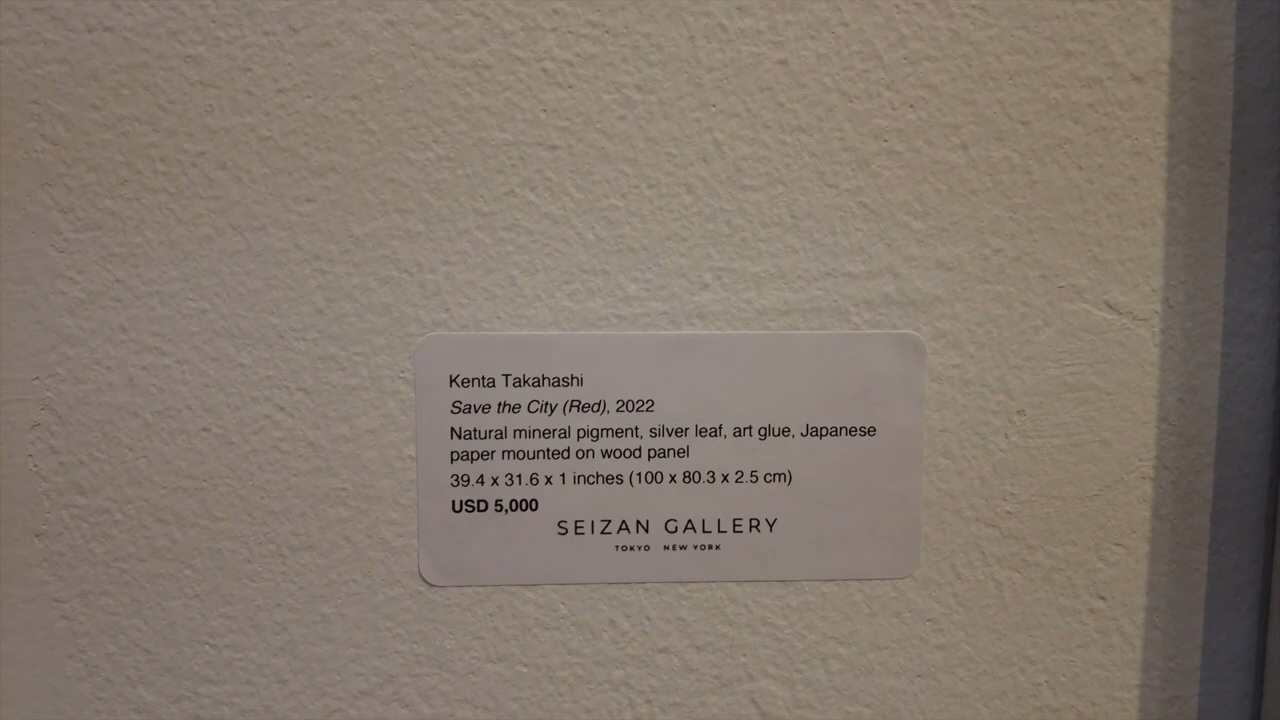 Kenta Takahashi
Save the City (Red), 2022
Natural mineral pigment, silver leaf, art glue, Japanese
paper mounted on wood panel
39.4 x 31.6 x 1 inches (100 x 80.3 x 2.5 cm)
USD 5,000
SEIZAN GALLERY
TOKYO NEW YORK